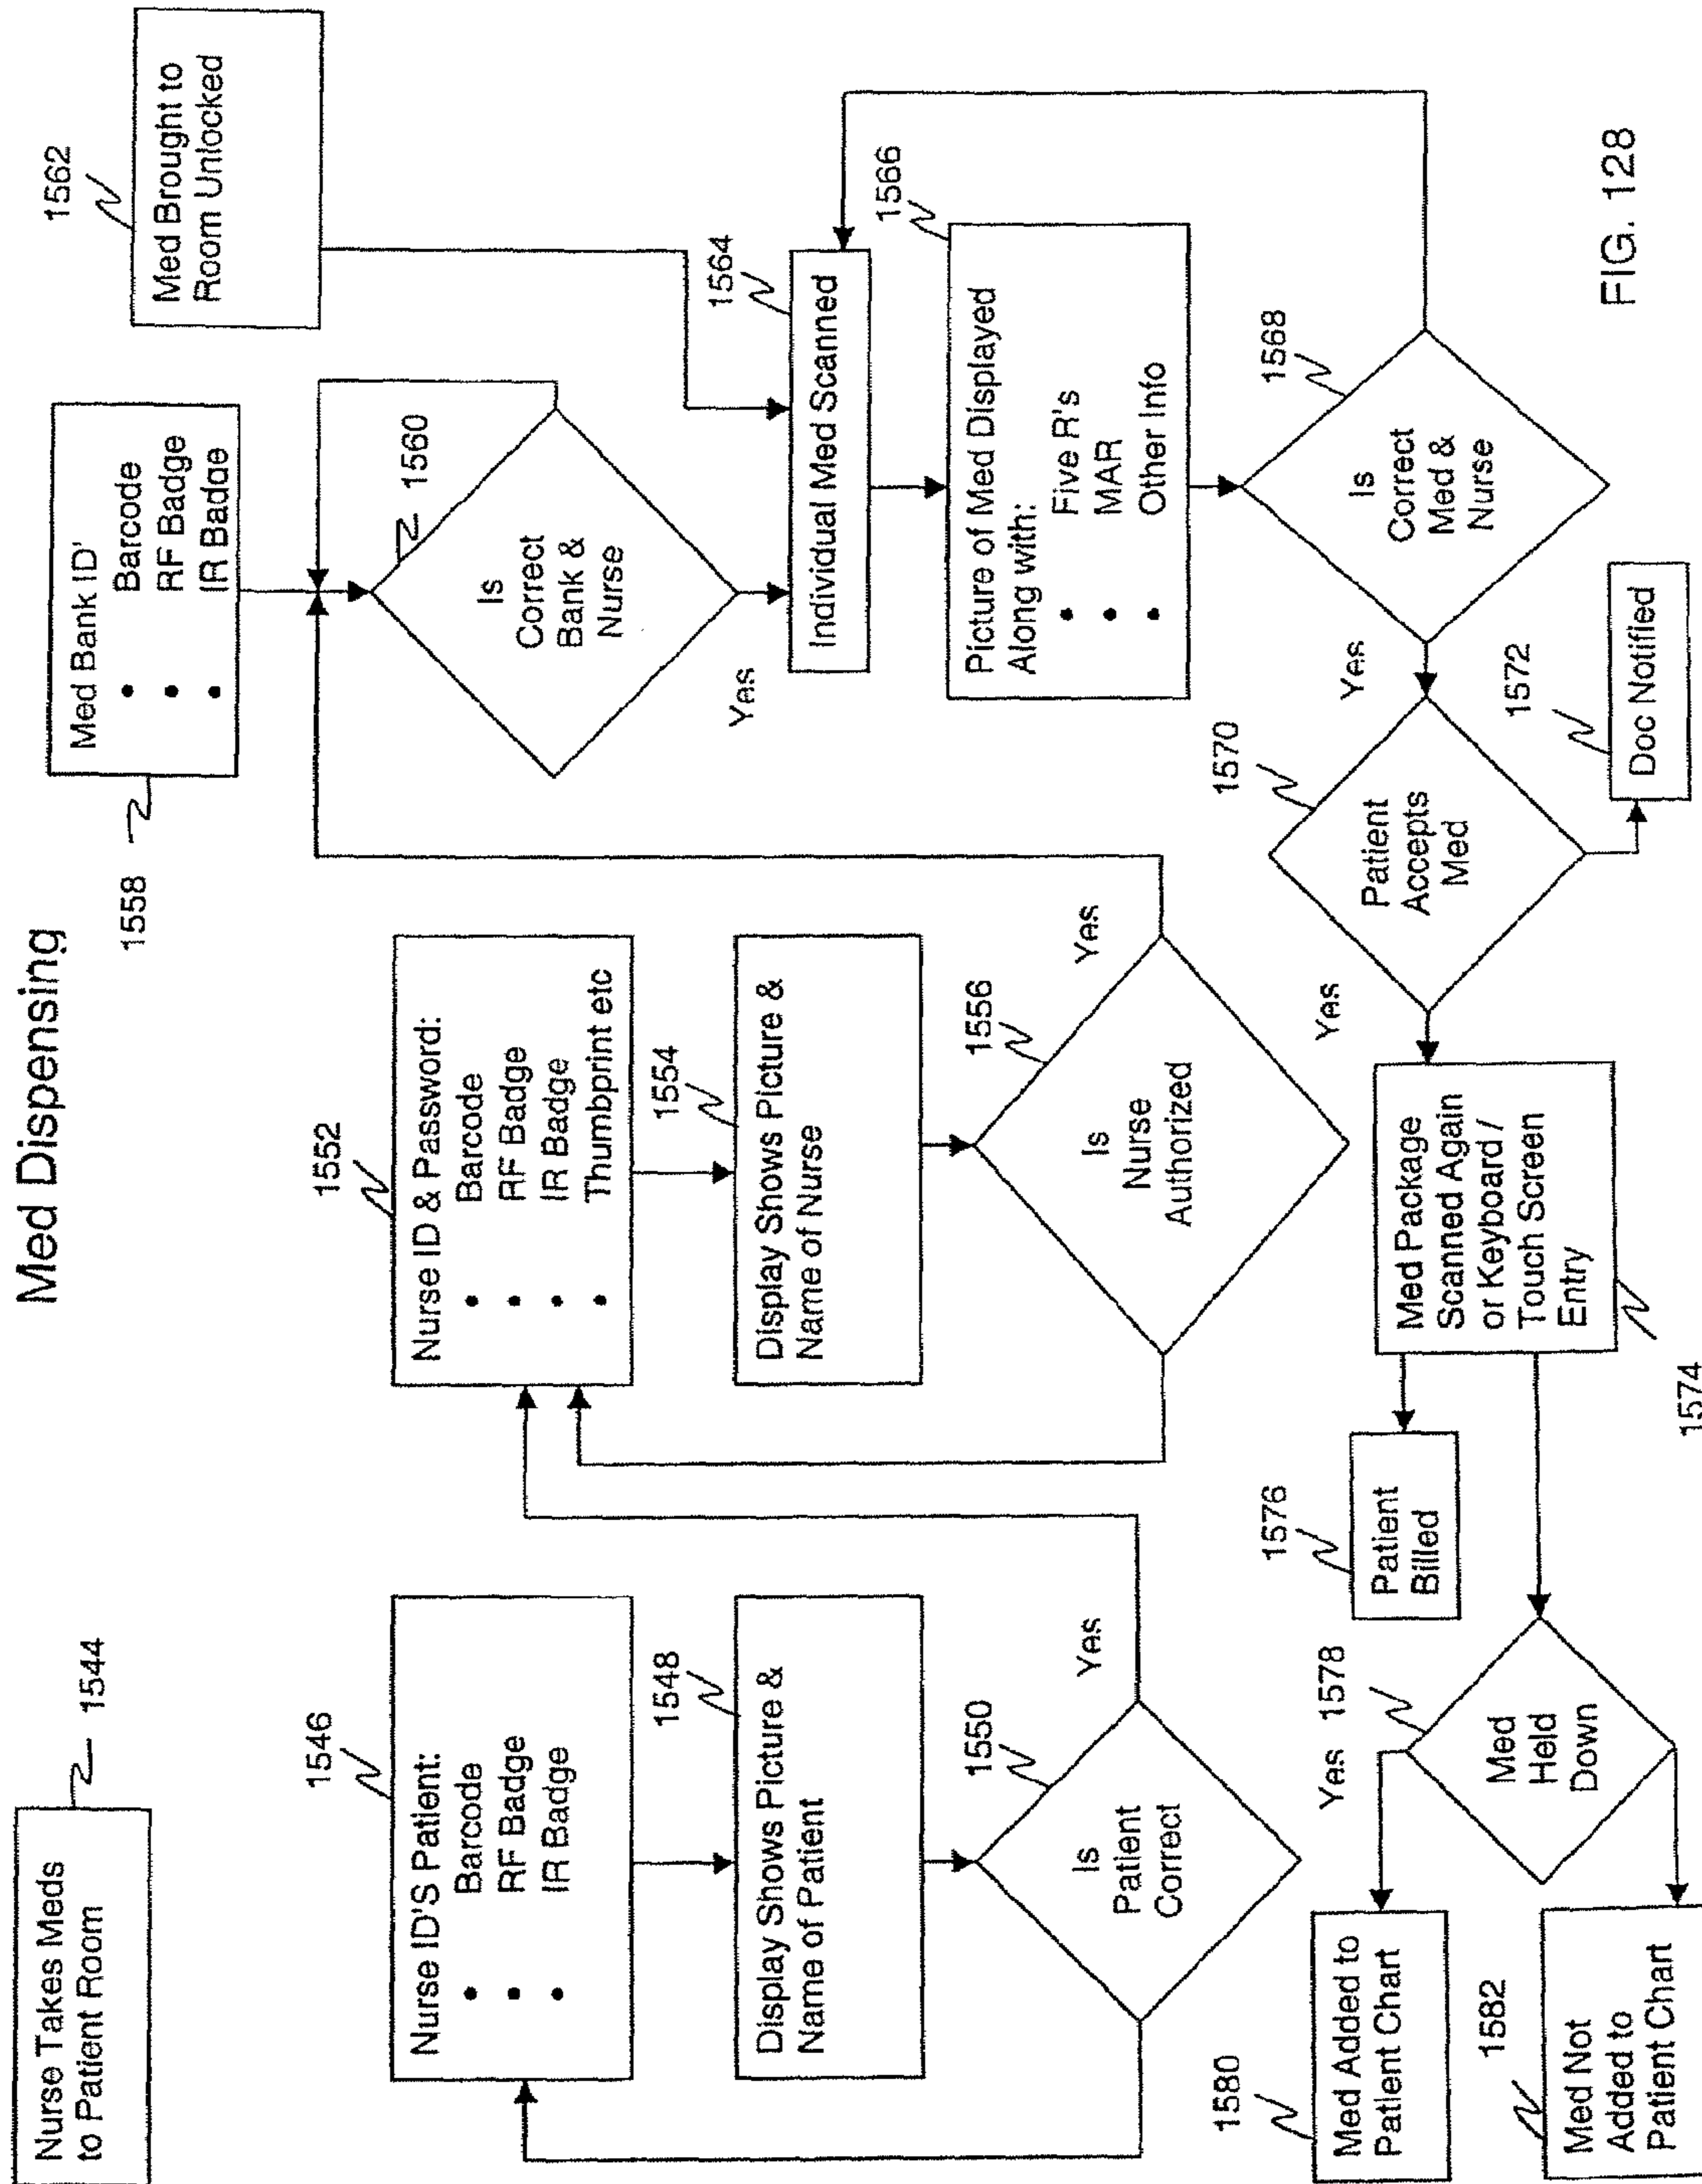 Med Dispensing
Nurse Takes Meds
to Patient Room
1544
1546
Nurse ID'S Patient:
• Barcode
• RF Badge
• IR Badge
1548
Display Shows Picture &
Name of Patient
1550
Is
Patient
Correct
Yes
1552
Nurse ID & Password:
• Barcode
• RF Badge
• IR Badge
• Thumbprint etc
1554
Display Shows Picture &
Name of Nurse
1556
Is
Nurse
Authorized
Yes
1558
Med Bank ID'
• Barcode
• RF Badge
• IR Badge
1560
Is
Correct
Bank &
Nurse
Yes
1562
Med Brought to
Room Unlocked
1564
Individual Med Scanned
1566
Picture of Med Displayed
Along with:
• Five R's
• MAR
• Other Info
1568
Is
Correct
Med &
Nurse
Yes
1570
Patient
Accepts
Med
Yes
1572
Doc Notified
1574
Med Package
Scanned Again
or Keyboard /
Touch Screen
Entry
1576
Patient
Billed
1578
Med
Held
Down
Yes
1580
Med Added to
Patient Chart
1582
Med Not
Added to
Patient Chart
FIG. 128